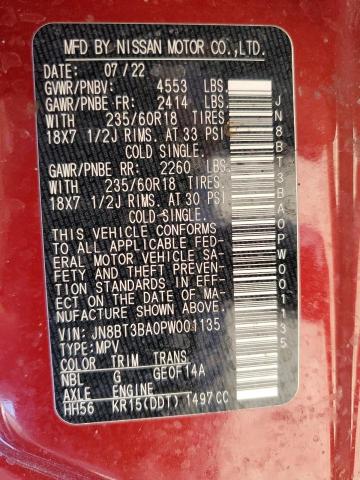 MFD BY NISSAN MOTOR CO.,LTD.
DATE: 07/22
GVWR/PNBV: 4553 LBS.
GAWR/PNBE FR: 2414 LBS.
WITH 235/60R18 TIRES,
18X7 1/2J RIMS. AT 33 PSI
COLD SINGLE.
GAWR/PNBE RR: 2260 LBS.
WITH 235/60R18 TIRES,
18X7 1/2J RIMS. AT 30 PSI
COLD SINGLE.
THIS VEHICLE CONFORMS
TO ALL APPLICABLE FED-
ERAL MOTOR VEHICLE SA-
FETY AND THEFT PREVEN-
TION STANDARDS IN EFF-
ECT ON THE DATE OF MA-
NUFACTURE SHOWN ABOVE.
VIN: JN8BT3BA0PW001135
TYPE: MPV
COLOR TRIM TRANS
NBL G GEOF14A
AXLE ENGINE
HH56 KR15(DDT) 1497CC
JN8BT3BA0PW001135